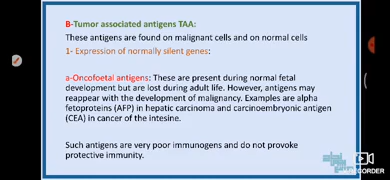 B-Tumor associated antigens TAA:
These antigens are found on malignant cells and on normal cells
1- Expression of normally silent genes:
a-Oncofoetal antigens: These are present during normal fetal
development but are lost during adult life. However, antigens may
reappear with the development of malignancy. Examples are alpha
fetoproteins (AFP) in hepatic carcinoma and carcinoembryonic antigen
(CEA) in cancer of the intesine.
Such antigens are very poor immunogens and do not provoke
protective immunity.